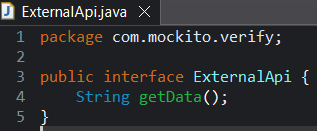 ExternalApi.java
1 package com.mockito.verify;
2
3 public interface ExternalApi {
4     String getData();
5 }